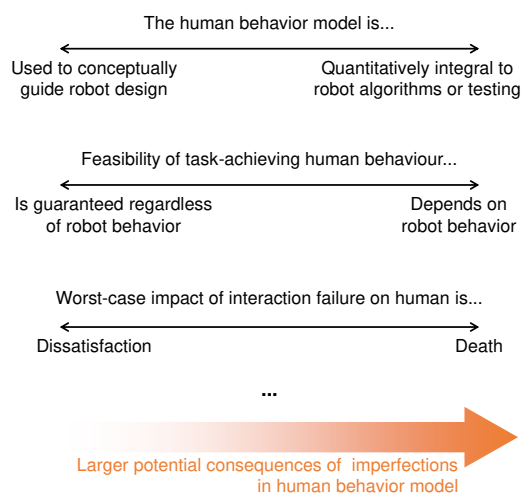 The human behavior model is...
Used to conceptually
guide robot design
Quantitatively integral to
robot algorithms or testing
Feasibility of task-achieving human behaviour...
Is guaranteed regardless
of robot behavior
Depends on
robot behavior
Worst-case impact of interaction failure on human is...
Dissatisfaction
Death
...
Larger potential consequences of imperfections
in human behavior model